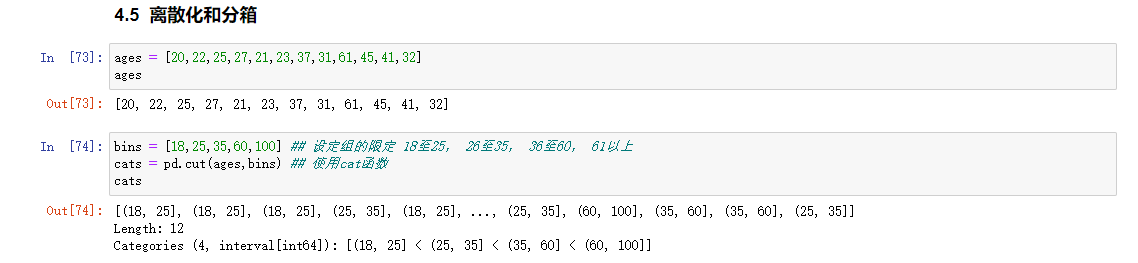 4.5 离散化和分箱
In [73]: ages = [20,22,25,27,21,23,37,31,61,45,41,32]
ages
Out[73]: [20, 22, 25, 27, 21, 23, 37, 31, 61, 45, 41, 32]
In [74]: bins = [18,25,35,60,100] ## 设定组的限定 18至25， 26至35， 36至60， 61以上
cats = pd.cut(ages,bins) ## 使用cat函数
cats
Out[74]: [(18, 25], (18, 25], (18, 25], (25, 35], (18, 25], ..., (25, 35], (60, 100], (35, 60], (35, 60], (25, 35]]
Length: 12
Categories (4, interval[int64]): [(18, 25] < (25, 35] < (35, 60] < (60, 100]]